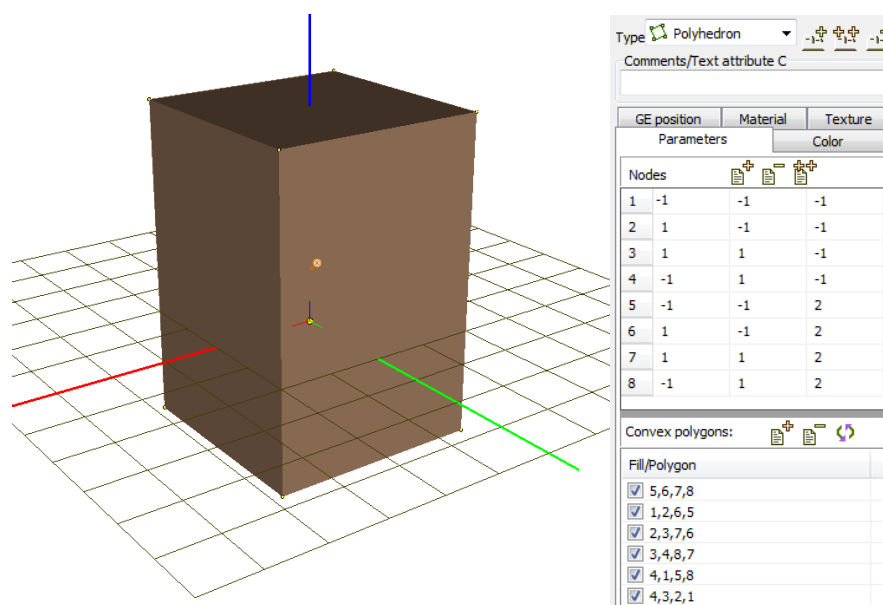 Type Polyhedron
Comments/Text attribute C
GE position Material Texture
Parameters Color
Nodes
1 -1 -1 -1
2 1 -1 -1
3 1 1 -1
4 -1 1 -1
5 -1 -1 2
6 1 -1 2
7 1 1 2
8 -1 1 2
Convex polygons:
Fill/Polygon
5,6,7,8
1,2,6,5
2,3,7,6
3,4,8,7
4,1,5,8
4,3,2,1